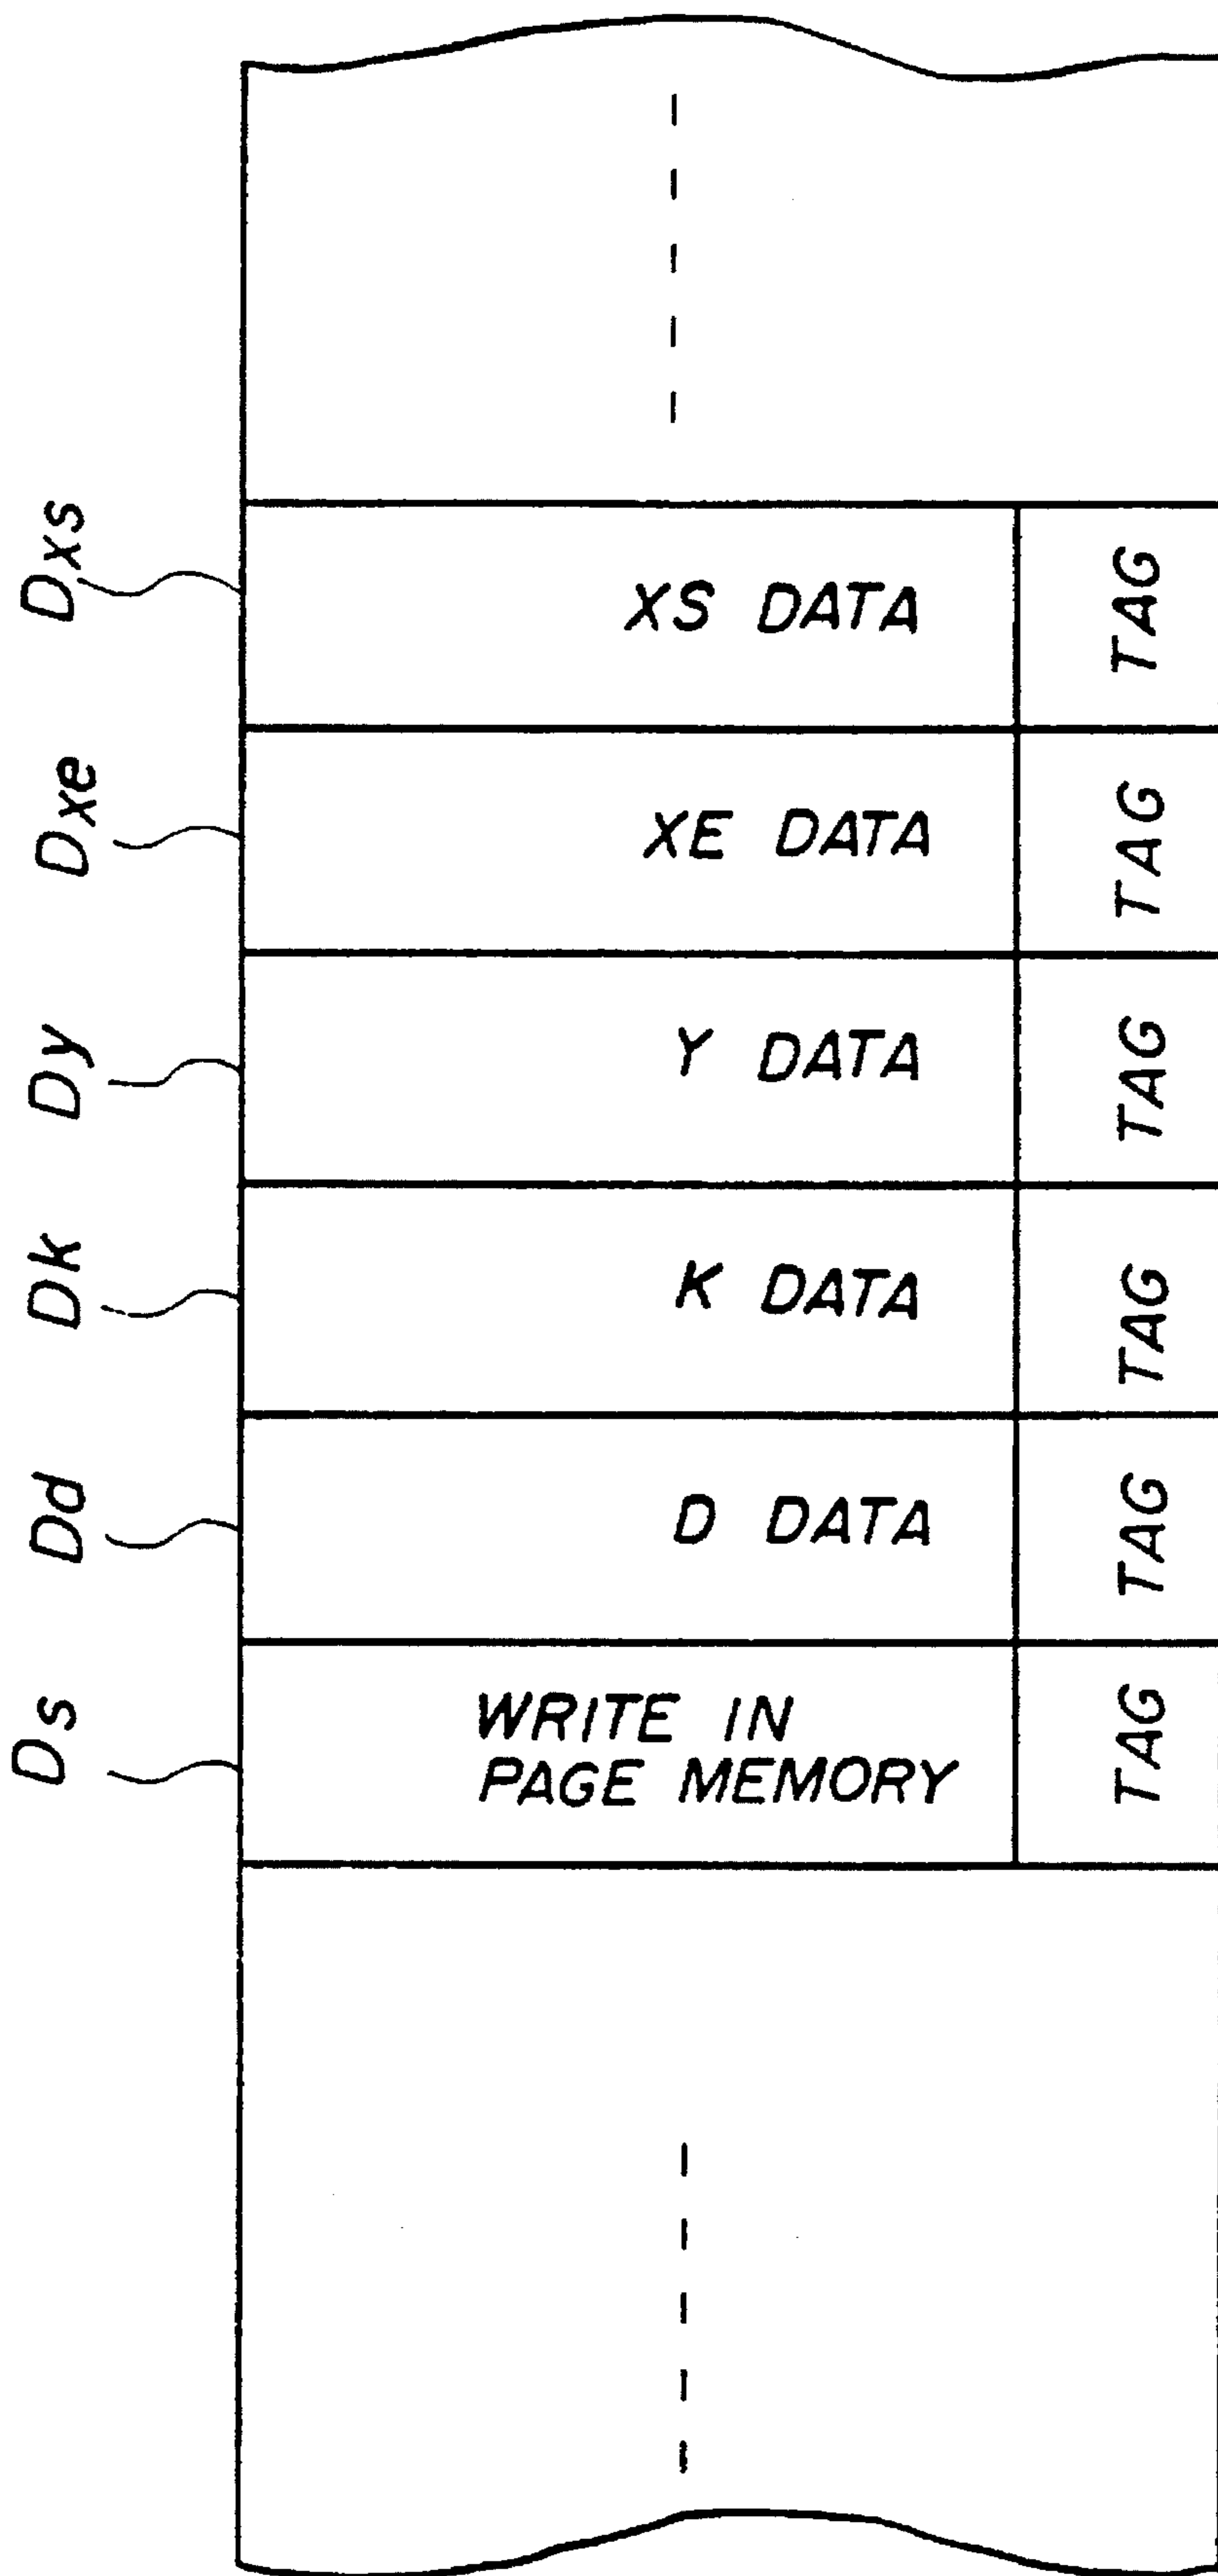 Dxs
XS DATA
TAG
Dxe
XE DATA
TAG
Dy
Y DATA
TAG
Dk
K DATA
TAG
Dd
D DATA
TAG
Ds
WRITE IN
PAGE MEMORY
TAG